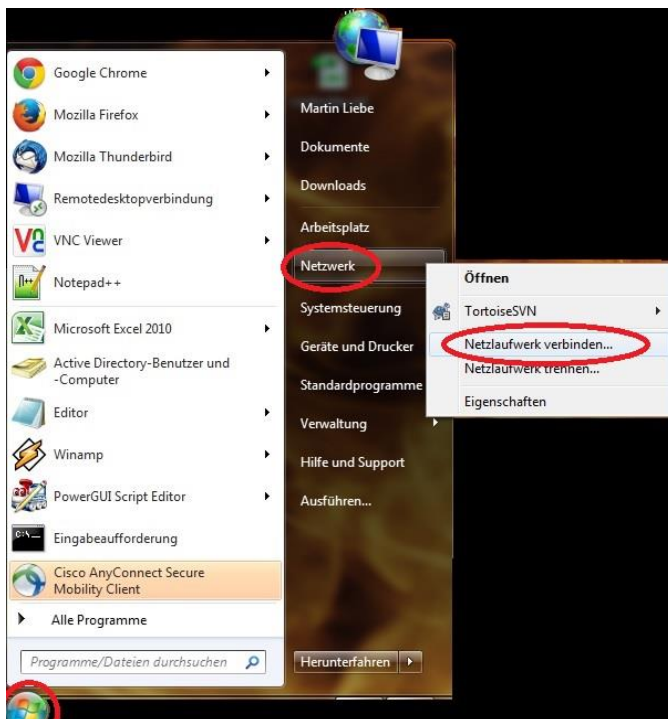 Google Chrome
Mozilla Firefox
Mozilla Thunderbird
Remotedesktopverbindung
VNC Viewer
Notepad++
Microsoft Excel 2010
Active Directory-Benutzer und
-Computer
Editor
Winamp
PowerGUI Script Editor
Eingabeaufforderung
Cisco AnyConnect Secure
Mobility Client
Alle Programme
Programme/Dateien durchsuchen
Martin Liebe
Dokumente
Downloads
Arbeitsplatz
Netzwerk
Systemsteuerung
Geräte und Drucker
Standardprogramme
Verwaltung
Hilfe und Support
Ausführen...
Herunterfahren
Öffnen
TortoiseSVN
Netzlaufwerk verbinden...
Netzlaufwerk trennen...
Eigenschaften